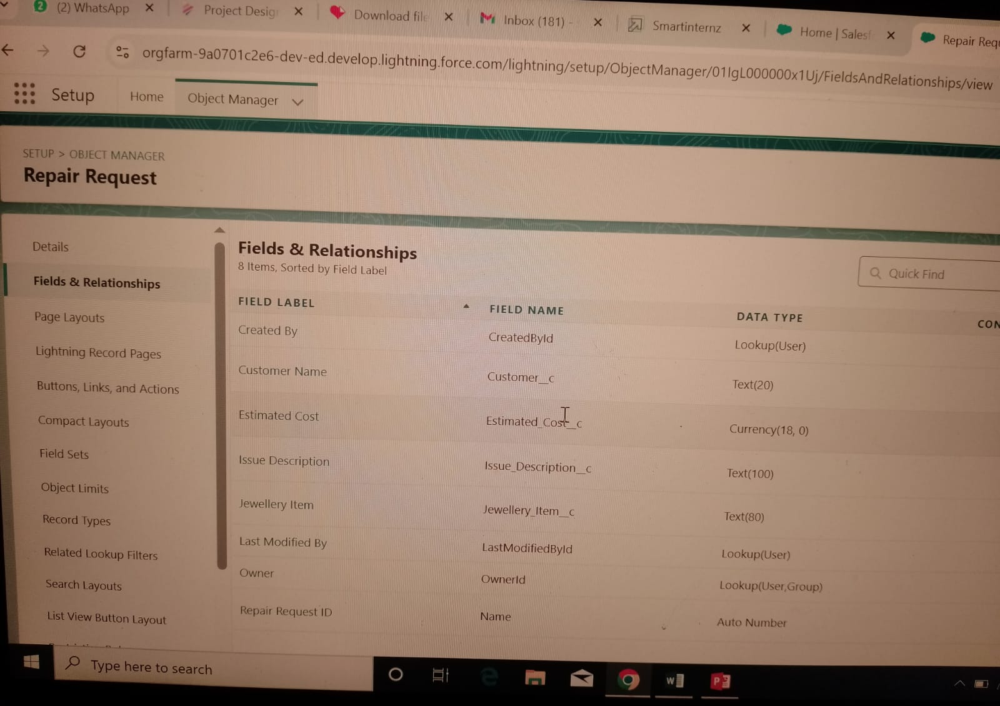 2 (2) WhatsApp
Project Desig
Download file
Inbox (181) -
Smartinternz
Home | Salesf
Repair Requ
orgfarm-9a0701c2e6-dev-ed.develop.lightning.force.com/lightning/setup/ObjectManager/01IgL000000x1Uj/FieldsAndRelationships/view
Setup
Home
Object Manager
SETUP > OBJECT MANAGER
Repair Request
Details
Fields & Relationships
Page Layouts
Lightning Record Pages
Buttons, Links, and Actions
Compact Layouts
Field Sets
Object Limits
Record Types
Related Lookup Filters
Search Layouts
List View Button Layout
Fields & Relationships
8 Items, Sorted by Field Label
Quick Find
FIELD LABEL FIELD NAME DATA TYPE CON
Created By CreatedById Lookup(User)
Customer Name Customer__c Text(20)
Estimated Cost Estimated_Cost__c Currency(18, 0)
Issue Description Issue_Description__c Text(100)
Jewellery Item Jewellery_Item__c Text(80)
Last Modified By LastModifiedById Lookup(User)
Owner OwnerId Lookup(User,Group)
Repair Request ID Name Auto Number
Type here to search